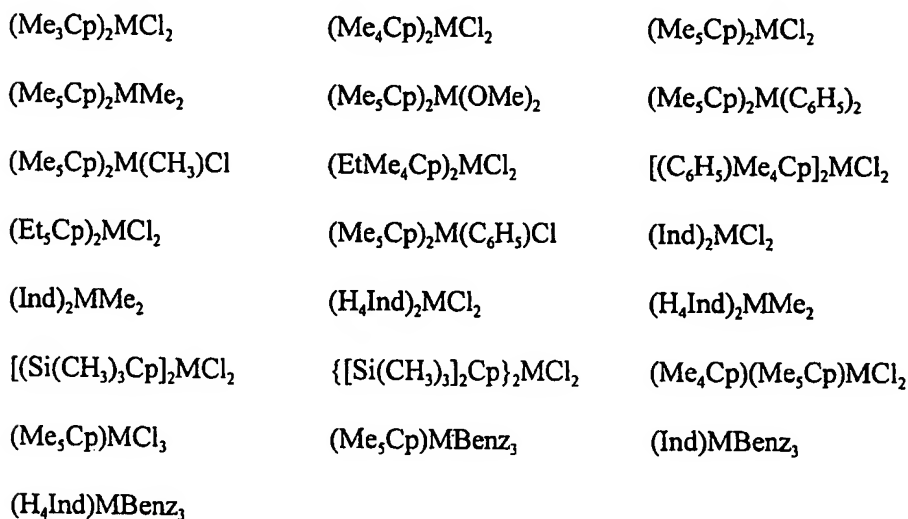 (Me₃Cp)₂MCl₂ (Me₄Cp)₂MCl₂ (Me₅Cp)₂MCl₂
(Me₅Cp)₂MMe₂ (Me₅Cp)₂M(OMe)₂ (Me₅Cp)₂M(C₆H₅)₂
(Me₅Cp)₂M(CH₃)Cl (EtMe₄Cp)₂MCl₂ [(C₆H₅)Me₄Cp]₂MCl₂
(Et₅Cp)₂MCl₂ (Me₅Cp)₂M(C₆H₅)Cl (Ind)₂MCl₂
(Ind)₂MMe₂ (H₄Ind)₂MCl₂ (H₄Ind)₂MMe₂
[(Si(CH₃)₃Cp]₂MCl₂ {[Si(CH₃)₃]₂Cp}₂MCl₂ (Me₄Cp)(Me₅Cp)MCl₂
(Me₅Cp)MCl₃ (Me₅Cp)MBenz₃ (Ind)MBenz₃
(H₄Ind)MBenz₃